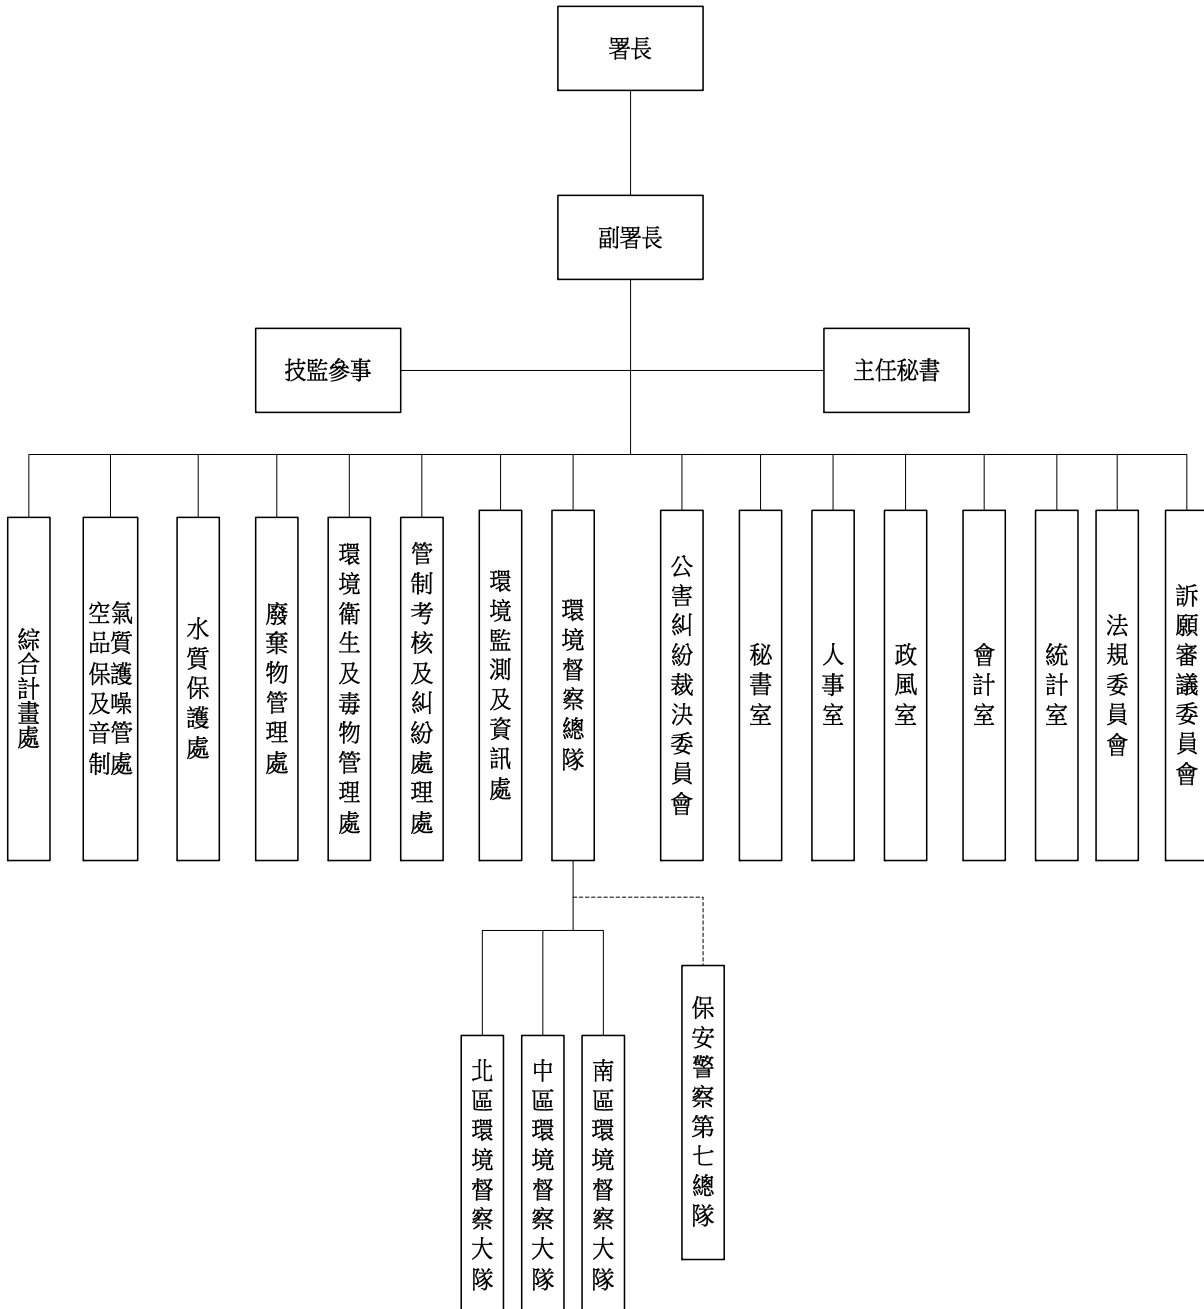 署長
副署長
技監參事
主任秘書
綜合計畫處
空氣品質保護及噪音管制處
水質保護處
廢棄物管理處
環境衛生及毒物管理處
管制考核及糾紛處理處
環境監測及資訊處
環境督察總隊
公害糾紛裁決委員會
秘書室
人事室
政風室
會計室
統計室
法規委員會
訴願審議委員會
北區環境督察大隊
中區環境督察大隊
南區環境督察大隊
保安警察第七總隊